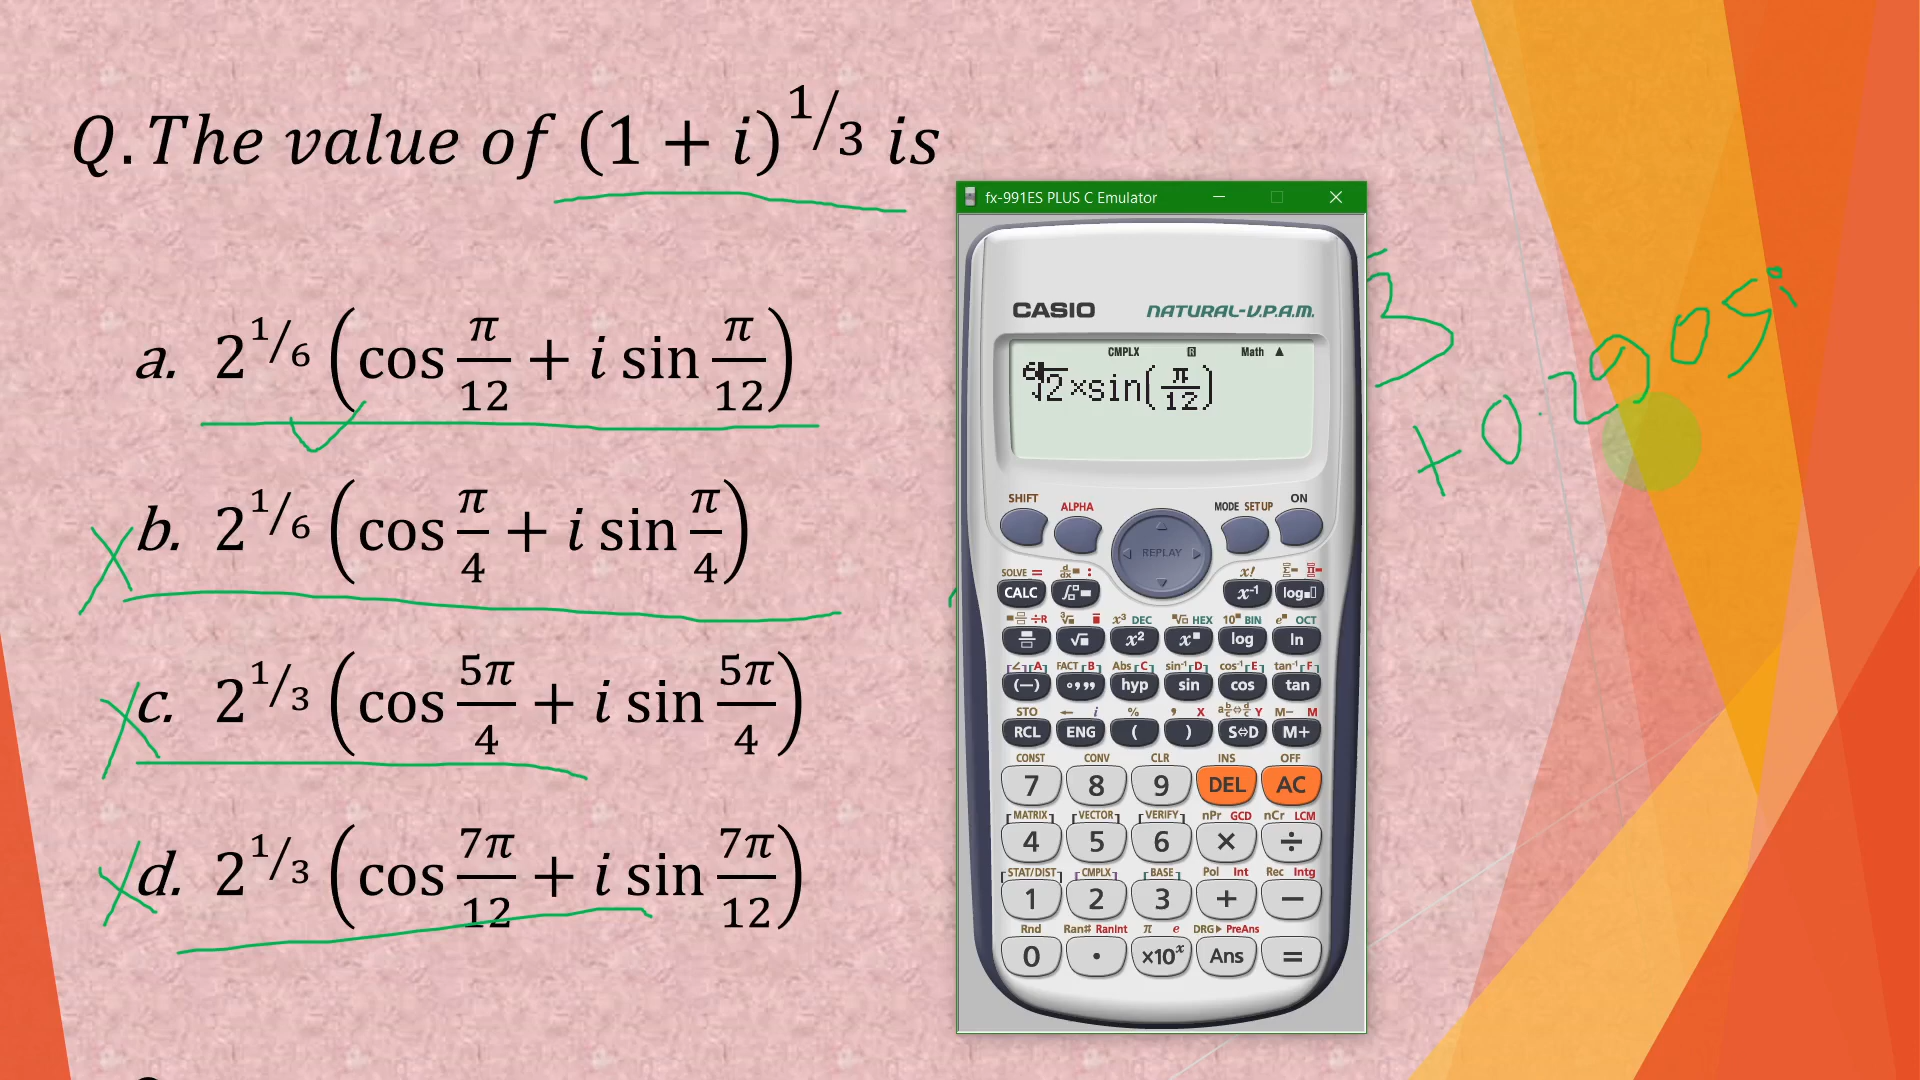 Q. The value of (1 + i)^1/3 is
a. 2^1/6 (cos π/12 + i sin π/12)
b. 2^1/6 (cos π/4 + i sin π/4)
c. 2^1/3 (cos 5π/4 + i sin 5π/4)
d. 2^1/3 (cos 7π/12 + i sin 7π/12)
fx-991ES PLUS C Emulator
CASIO NATURAL-V.P.A.M.
CMPLX R Math ▲
6√2×sin(π/12)
SHIFT ALPHA MODE SETUP ON
REPLAY
SOLVE = d/dx : x! Σ Π
CALC ∫ x⁻¹ log
÷R ³√ x³ DEC √ HEX 10 BIN e OCT
√ x² x log ln
∠ A FACT B Abs C sin⁻¹ D cos⁻¹ E tan⁻¹ F
(−) °,,, hyp sin cos tan
STO ← i % , X a b/c⇔d/c Y M− M
RCL ENG ( ) S⇔D M+
CONST CONV CLR INS OFF
7 8 9 DEL AC
MATRIX VECTOR VERIFY nPr GCD nCr LCM
4 5 6 × ÷
STAT/DIST CMPLX BASE Pol Int Rec Intg
1 2 3 + −
Rnd Ran# RanInt π e DRG▶ PreAns
0 . ×10ˣ Ans =
3
+0.2905i